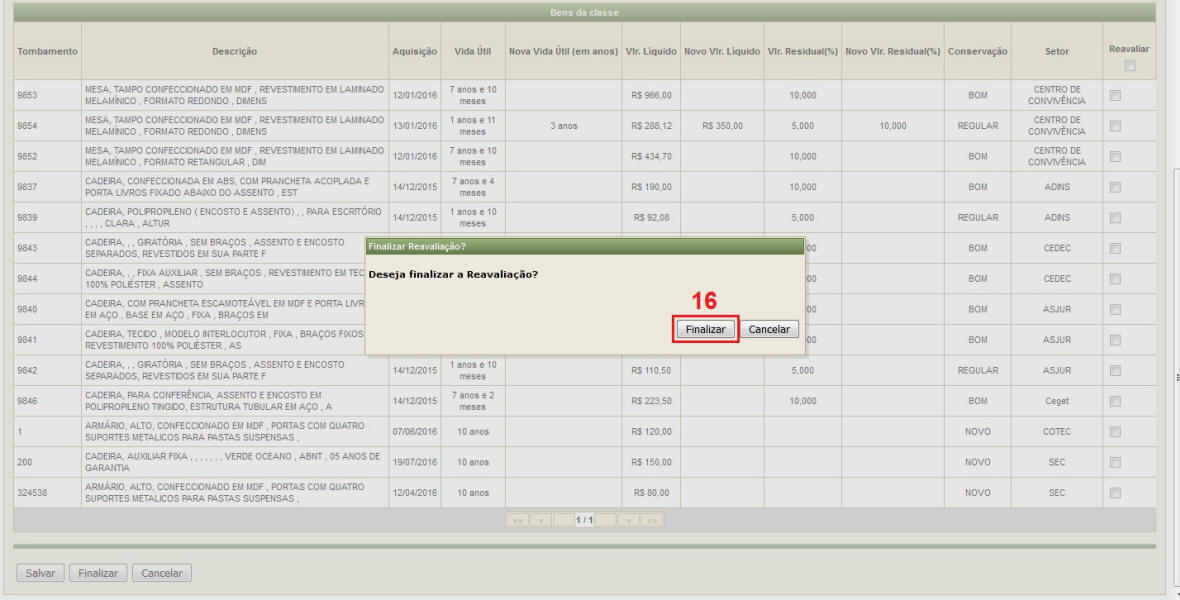 Bens da classe
Tombamento Descrição Aquisição Vida Útil Nova Vida Útil (em anos) Vlr. Líquido Novo Vlr. Líquido Vlr. Residual(%) Novo Vlr. Residual(%) Conservação Setor Reavaliar
9853 MESA, TAMPO CONFECCIONADO EM MDF , REVESTIMENTO EM LAMINADO 12/01/2016 7 anos e 10 R$ 966,00 10,000 BOM CENTRO DE
MELAMÍNICO , FORMATO REDONDO , DIMENS meses CONVIVÊNCIA
9854 MESA, TAMPO CONFECCIONADO EM MDF , REVESTIMENTO EM LAMINADO 13/01/2016 1 anos e 11 3 anos R$ 288,12 R$ 350,00 5,000 10,000 REGULAR CENTRO DE
MELAMÍNICO , FORMATO REDONDO , DIMENS meses CONVIVÊNCIA
9852 MESA, TAMPO CONFECCIONADO EM MDF , REVESTIMENTO EM LAMINADO 12/01/2016 7 anos e 10 R$ 434,70 10,000 BOM CENTRO DE
MELAMÍNICO , FORMATO RETANGULAR , DIM meses CONVIVÊNCIA
9837 CADEIRA, CONFECCIONADA EM ABS, COM PRANCHETA ACOPLADA E 14/12/2015 7 anos e 4 R$ 190,00 10,000 BOM ADINS
PORTA LIVROS FIXADO ABAIXO DO ASSENTO , EST meses
9839 CADEIRA, POLIPROPILENO ( ENCOSTO E ASSENTO) , , PARA ESCRITÓRIO 14/12/2015 1 anos e 10 R$ 92,08 5,000 REGULAR ADINS
, , , , CLARA , ALTUR meses
9843 CADEIRA, , , GIRATÓRIA , SEM BRAÇOS , ASSENTO E ENCOSTO 00 BOM CEDEC
SEPARADOS, REVESTIDOS EM SUA PARTE F
9844 CADEIRA, , , FIXA AUXILIAR , SEM BRAÇOS , REVESTIMENTO EM TEC 00 BOM CEDEC
100% POLIÉSTER , ASSENTO
9840 CADEIRA, COM PRANCHETA ESCAMOTEÁVEL EM MDF E PORTA LIVR 00 BOM ASJUR
EM AÇO , BASE EM AÇO , FIXA , BRAÇOS EM
9841 CADEIRA, TECIDO , MODELO INTERLOCUTOR , FIXA , BRAÇOS FIXOS 00 BOM ASJUR
REVESTIMENTO 100% POLIÉSTER , AS
Finalizar Reavaliação?
Deseja finalizar a Reavaliação?
16
Finalizar Cancelar
9842 CADEIRA, , , GIRATÓRIA , SEM BRAÇOS , ASSENTO E ENCOSTO 14/12/2015 1 anos e 10 R$ 110,50 5,000 REGULAR ASJUR
SEPARADOS, REVESTIDOS EM SUA PARTE F meses
9846 CADEIRA, PARA CONFERÊNCIA, ASSENTO E ENCOSTO EM 14/12/2015 7 anos e 2 R$ 223,50 10,000 BOM Ceget
POLIPROPILENO TINGIDO, ESTRUTURA TUBULAR EM AÇO , A meses
1 ARMÁRIO, ALTO, CONFECCIONADO EM MDF , PORTAS COM QUATRO 07/06/2016 10 anos R$ 120,00 NOVO COTEC
SUPORTES METALICOS PARA PASTAS SUSPENSAS ,
200 CADEIRA, AUXILIAR FIXA , , , , , , , VERDE OCEANO , ABNT , 05 ANOS DE 19/07/2016 10 anos R$ 150,00 NOVO SEC
GARANTIA
324538 ARMÁRIO, ALTO, CONFECCIONADO EM MDF , PORTAS COM QUATRO 12/04/2016 10 anos R$ 80,00 NOVO SEC
SUPORTES METALICOS PARA PASTAS SUSPENSAS ,
«« « 1 / 1 » »»
Salvar Finalizar Cancelar